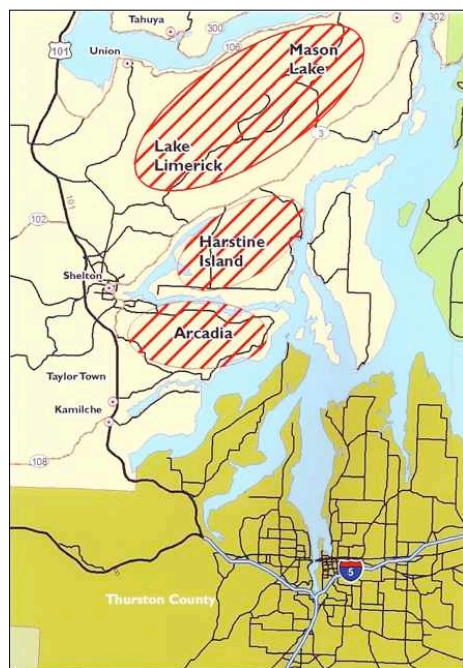 Tahuya
300
302
101
106
Union
Mason
Lake
3
Lake
Limerick
101
102
Harstine
Island
Shelton
Arcadia
Taylor Town
Kamilche
108
5
Thurston County